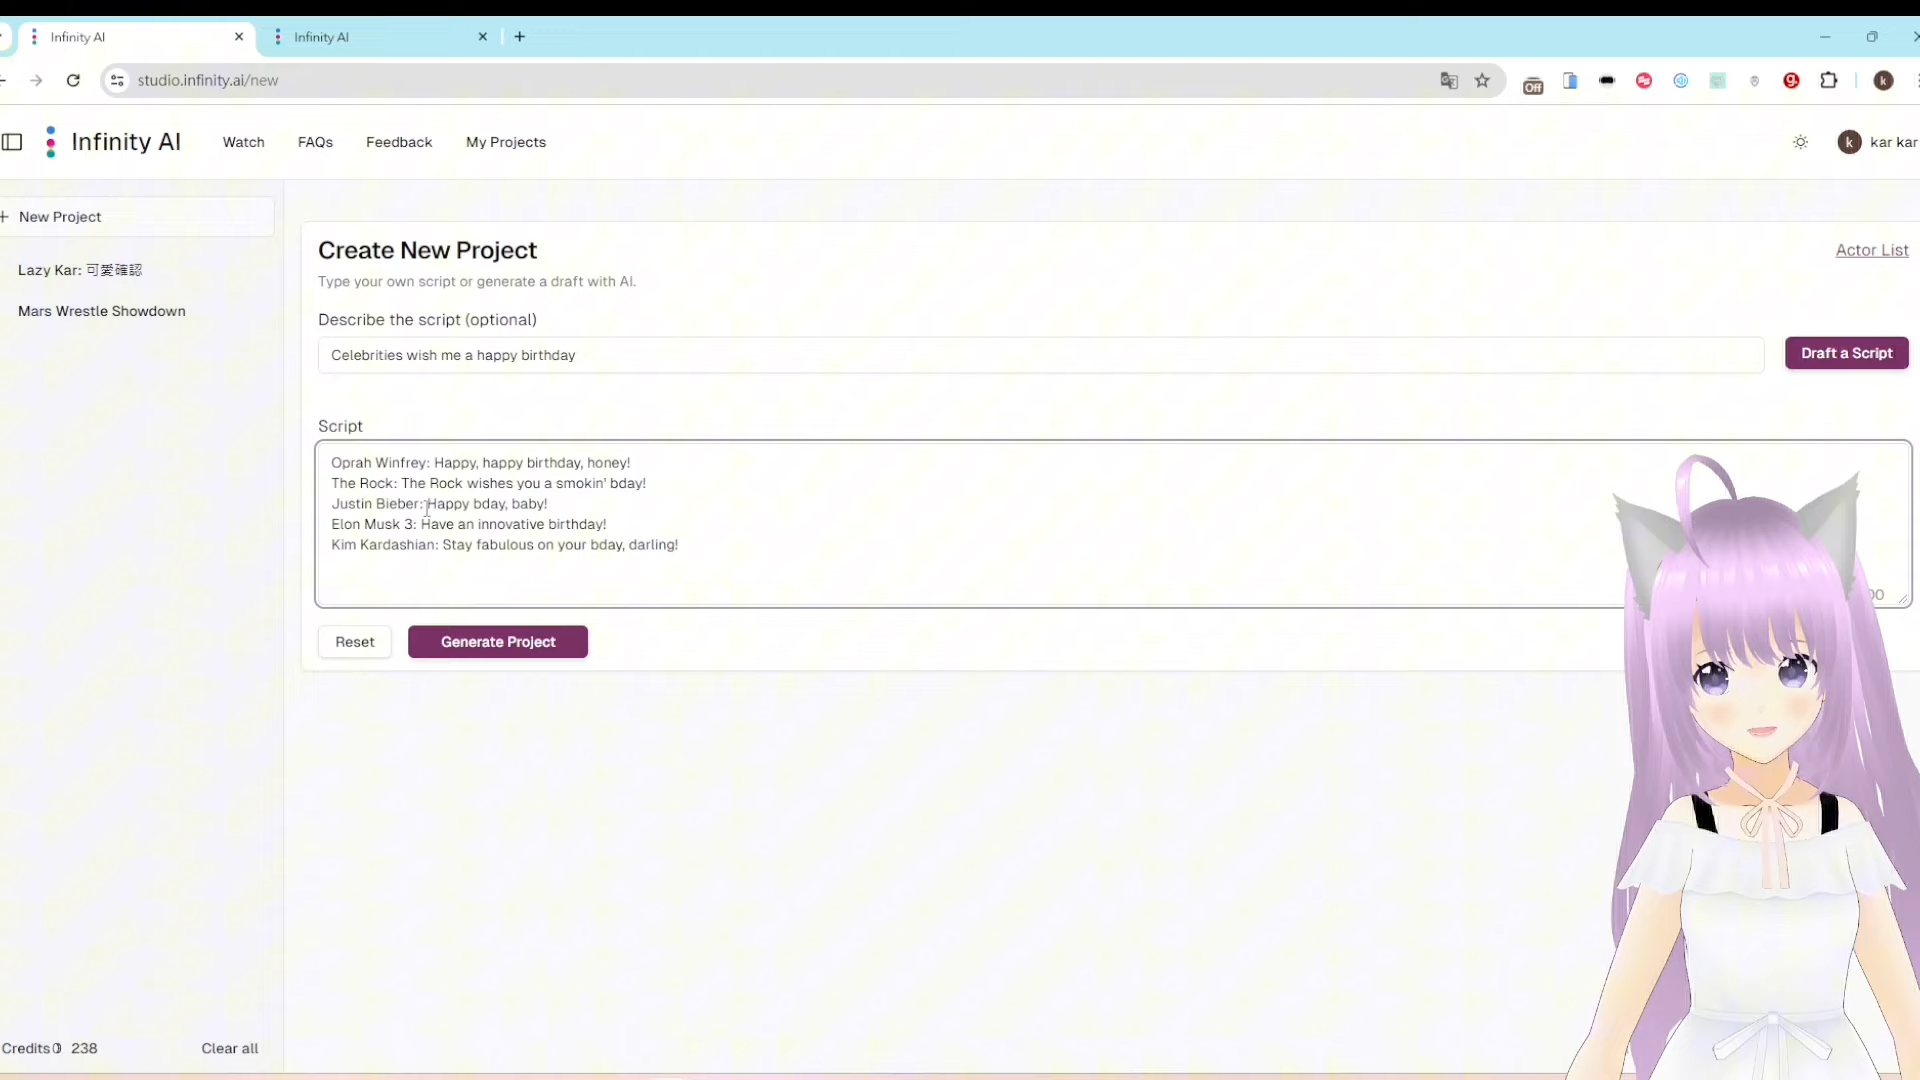 Infinity AI
Infinity AI
studio.infinity.ai/new
Off
k
Infinity AI
Watch
FAQs
Feedback
My Projects
k
kar kar
New Project
Lazy Kar: 可愛確認
Mars Wrestle Showdown
Create New Project
Actor List
Type your own script or generate a draft with AI.
Describe the script (optional)
Celebrities wish me a happy birthday
Draft a Script
Script
Oprah Winfrey: Happy, happy birthday, honey!
The Rock: The Rock wishes you a smokin' bday!
Justin Bieber: Happy bday, baby!
Elon Musk 3: Have an innovative birthday!
Kim Kardashian: Stay fabulous on your bday, darling!
Reset
Generate Project
Credits 238
Clear all